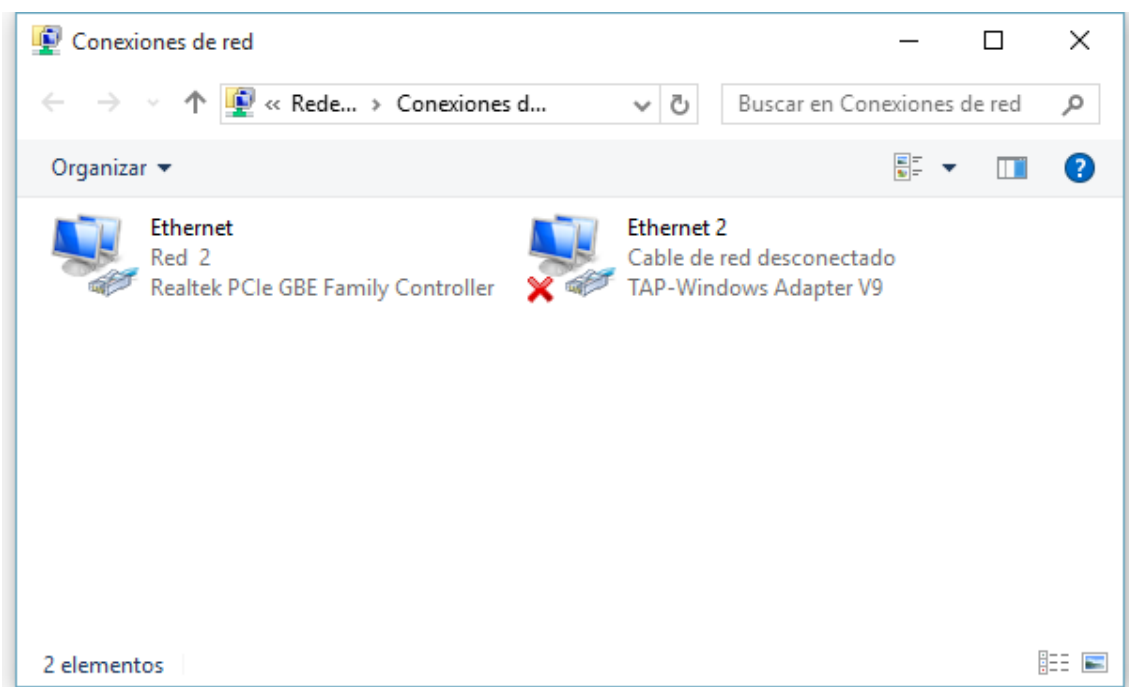 Conexiones de red
« Rede... › Conexiones d...
Buscar en Conexiones de red
Organizar
?
Ethernet
Red 2
Realtek PCIe GBE Family Controller
Ethernet 2
Cable de red desconectado
TAP-Windows Adapter V9
2 elementos